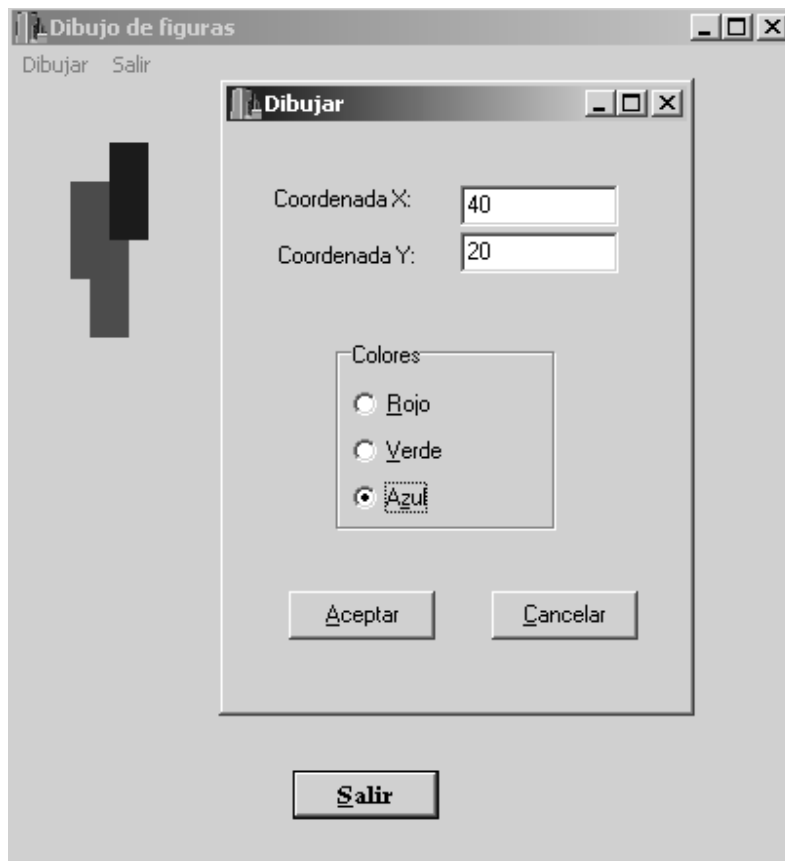 Dibujo de figuras
Dibujar Salir
Dibujar
Coordenada X: 40
Coordenada Y: 20
Colores
Rojo
Verde
Azul
Aceptar Cancelar
Salir